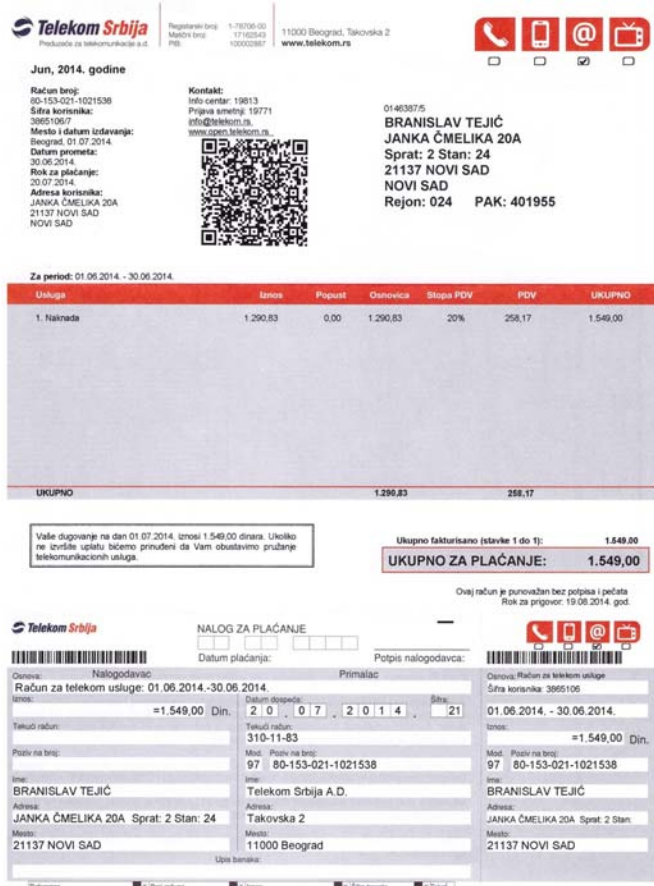 Telekom Srbija
Preduzeće za telekomunikacije a.d.
Registarski broj: 1-78706-00
Matični broj: 17162543
PIB: 100002887
11000 Beograd, Takovska 2
www.telekom.rs
Jun, 2014. godine
Račun broj:
80-153-021-1021538
Šifra korisnika:
3865106/7
Mesto i datum izdavanja:
Beograd, 01.07.2014.
Datum prometa:
30.06.2014.
Rok za plaćanje:
20.07.2014.
Adresa korisnika:
JANKA ČMELIKA 20A
21137 NOVI SAD
NOVI SAD
Kontakt:
Info centar: 19813
Prijava smetnji: 19771
info@telekom.rs
www.open.telekom.rs
0146387/5
BRANISLAV TEJIĆ
JANKA ČMELIKA 20A
Sprat: 2 Stan: 24
21137 NOVI SAD
NOVI SAD
Rejon: 024 PAK: 401955
Za period: 01.06.2014. - 30.06.2014.
Usluga Iznos Popust Osnovica Stopa PDV PDV UKUPNO
1. Naknada 1.290,83 0,00 1.290,83 20% 258,17 1.549,00
UKUPNO 1.290,83 258,17
Vaše dugovanje na dan 01.07.2014. iznosi 1.549,00 dinara. Ukoliko
ne izvršite uplatu bićemo prinuđeni da Vam obustavimo pružanje
telekomunikacionih usluga.
Ukupno fakturisano (stavke 1 do 1): 1.549,00
UKUPNO ZA PLAĆANJE: 1.549,00
Ovaj račun je punovažan bez potpisa i pečata
Rok za prigovor: 19.08.2014. god.
Telekom Srbija
NALOG ZA PLAĆANJE
Datum plaćanja: Potpis nalogodavca:
Nalogodavac Primalac
Osnova:
Račun za telekom usluge: 01.06.2014.-30.06.2014.
Iznos:
=1.549,00 Din.
Datum dospeća: Šifra:
20.07.2014. 21
Tekući račun:
Tekući račun:
310-11-83
Poziv na broj:
Mod. Poziv na broj:
97 80-153-021-1021538
Ime:
BRANISLAV TEJIĆ
Ime:
Telekom Srbija A.D.
Adresa:
JANKA ČMELIKA 20A Sprat: 2 Stan: 24
Adresa:
Takovska 2
Mesto:
21137 NOVI SAD
Mesto:
11000 Beograd
Upis banaka:
Osnova: Račun za telekom usluge
Šifra korisnika: 3865106
01.06.2014. - 30.06.2014.
Iznos:
=1.549,00 Din.
Mod. Poziv na broj:
97 80-153-021-1021538
Ime:
BRANISLAV TEJIĆ
Adresa:
JANKA ČMELIKA 20A Sprat: 2 Stan:
Mesto:
21137 NOVI SAD